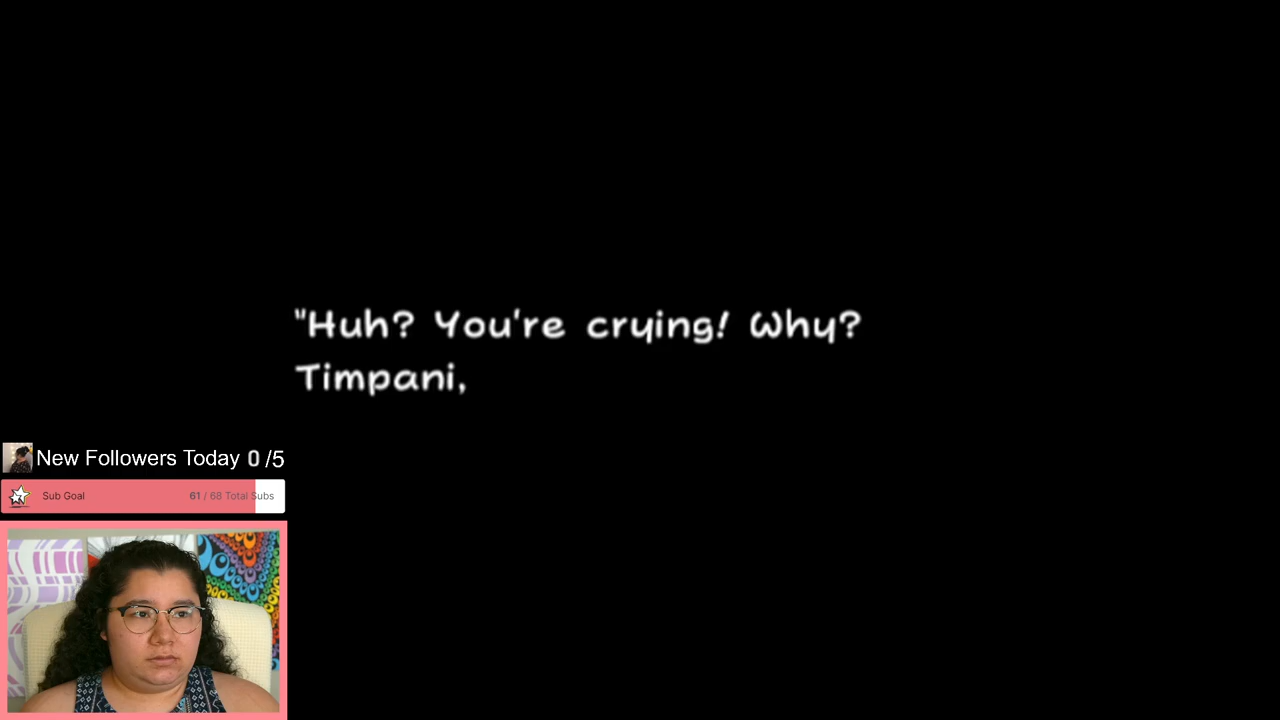 "Huh? You're crying! Why?
Timpani,
New Followers Today 0 /5
Sub Goal 61 / 68 Total Subs